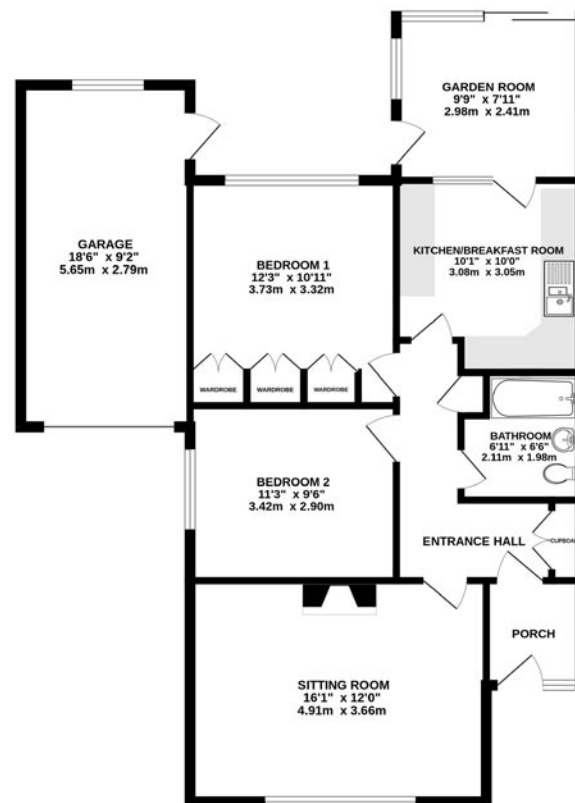 GARDEN ROOM
9'9" x 7'11"
2.98m x 2.41m
GARAGE
18'6" x 9'2"
5.65m x 2.79m
BEDROOM 1
12'3" x 10'11"
3.73m x 3.32m
KITCHEN/BREAKFAST ROOM
10'1" x 10'0"
3.08m x 3.05m
WARDROBE
WARDROBE
WARDROBE
BATHROOM
6'11" x 6'6"
2.11m x 1.98m
BEDROOM 2
11'3" x 9'6"
3.42m x 2.90m
ENTRANCE HALL
CUPBOA
PORCH
SITTING ROOM
16'1" x 12'0"
4.91m x 3.66m